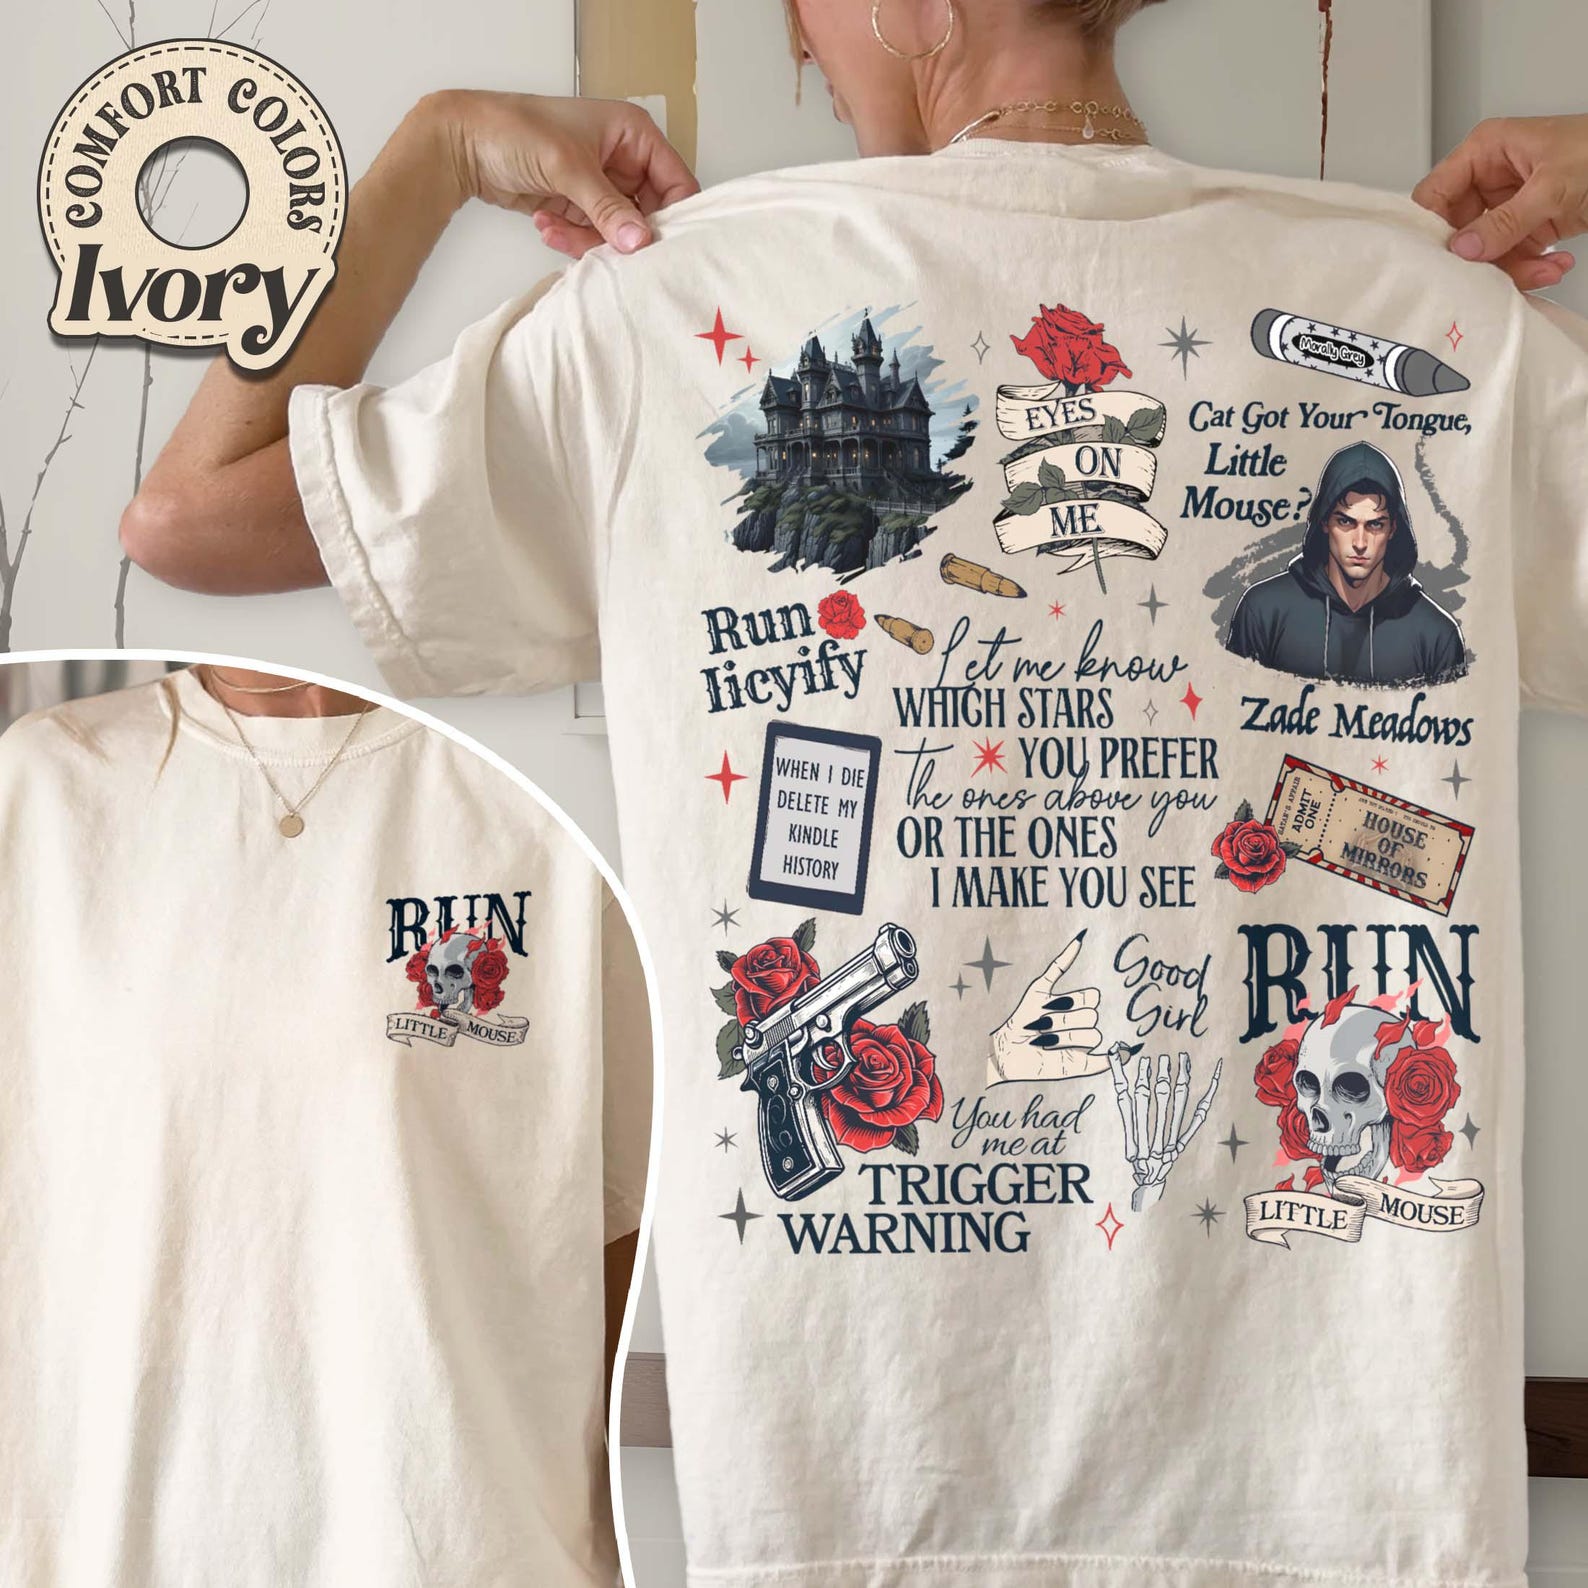 COMFORT COLORS
Ivory
RUN
LITTLE MOUSE
EYES
ON
ME
Morally Grey
Cat Got Your Tongue,
Little
Mouse?
Run
Iicyify
Let me know
WHICH STARS
YOU PREFER
The ones above you
OR THE ONES
I MAKE YOU SEE
Zade Meadows
WHEN I DIE
DELETE MY
KINDLE
HISTORY
SATAN'S AFFAIR
ADMIT
ONE
HOUSE
OF
MIRRORS
Good
Girl
You had
me at
TRIGGER
WARNING
RUN
LITTLE MOUSE